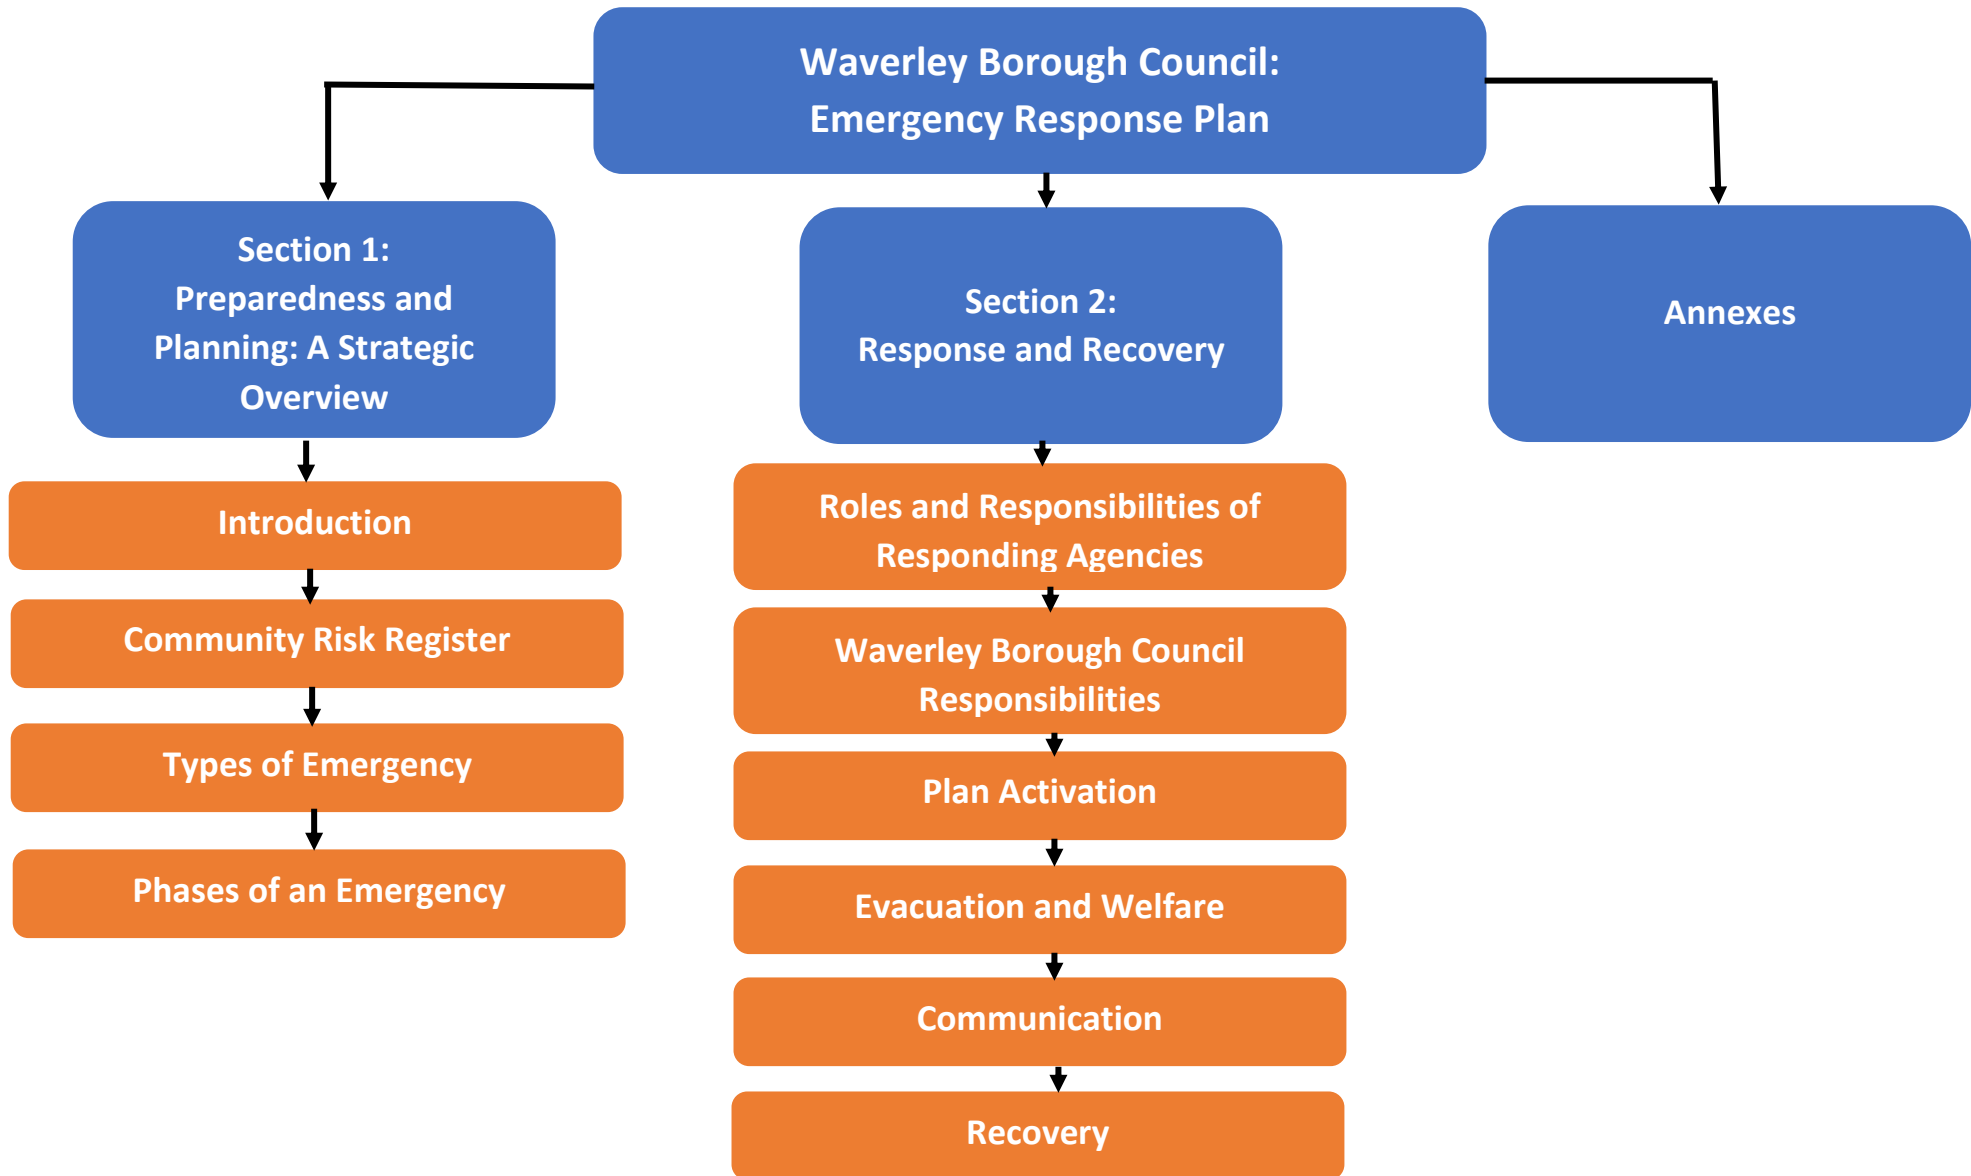 Waverley Borough Council:
Emergency Response Plan
Section 1:
Preparedness and
Planning: A Strategic
Overview
Introduction
Community Risk Register
Types of Emergency
Phases of an Emergency
Section 2:
Response and Recovery
Roles and Responsibilities of
Responding Agencies
Waverley Borough Council
Responsibilities
Plan Activation
Evacuation and Welfare
Communication
Recovery
Annexes